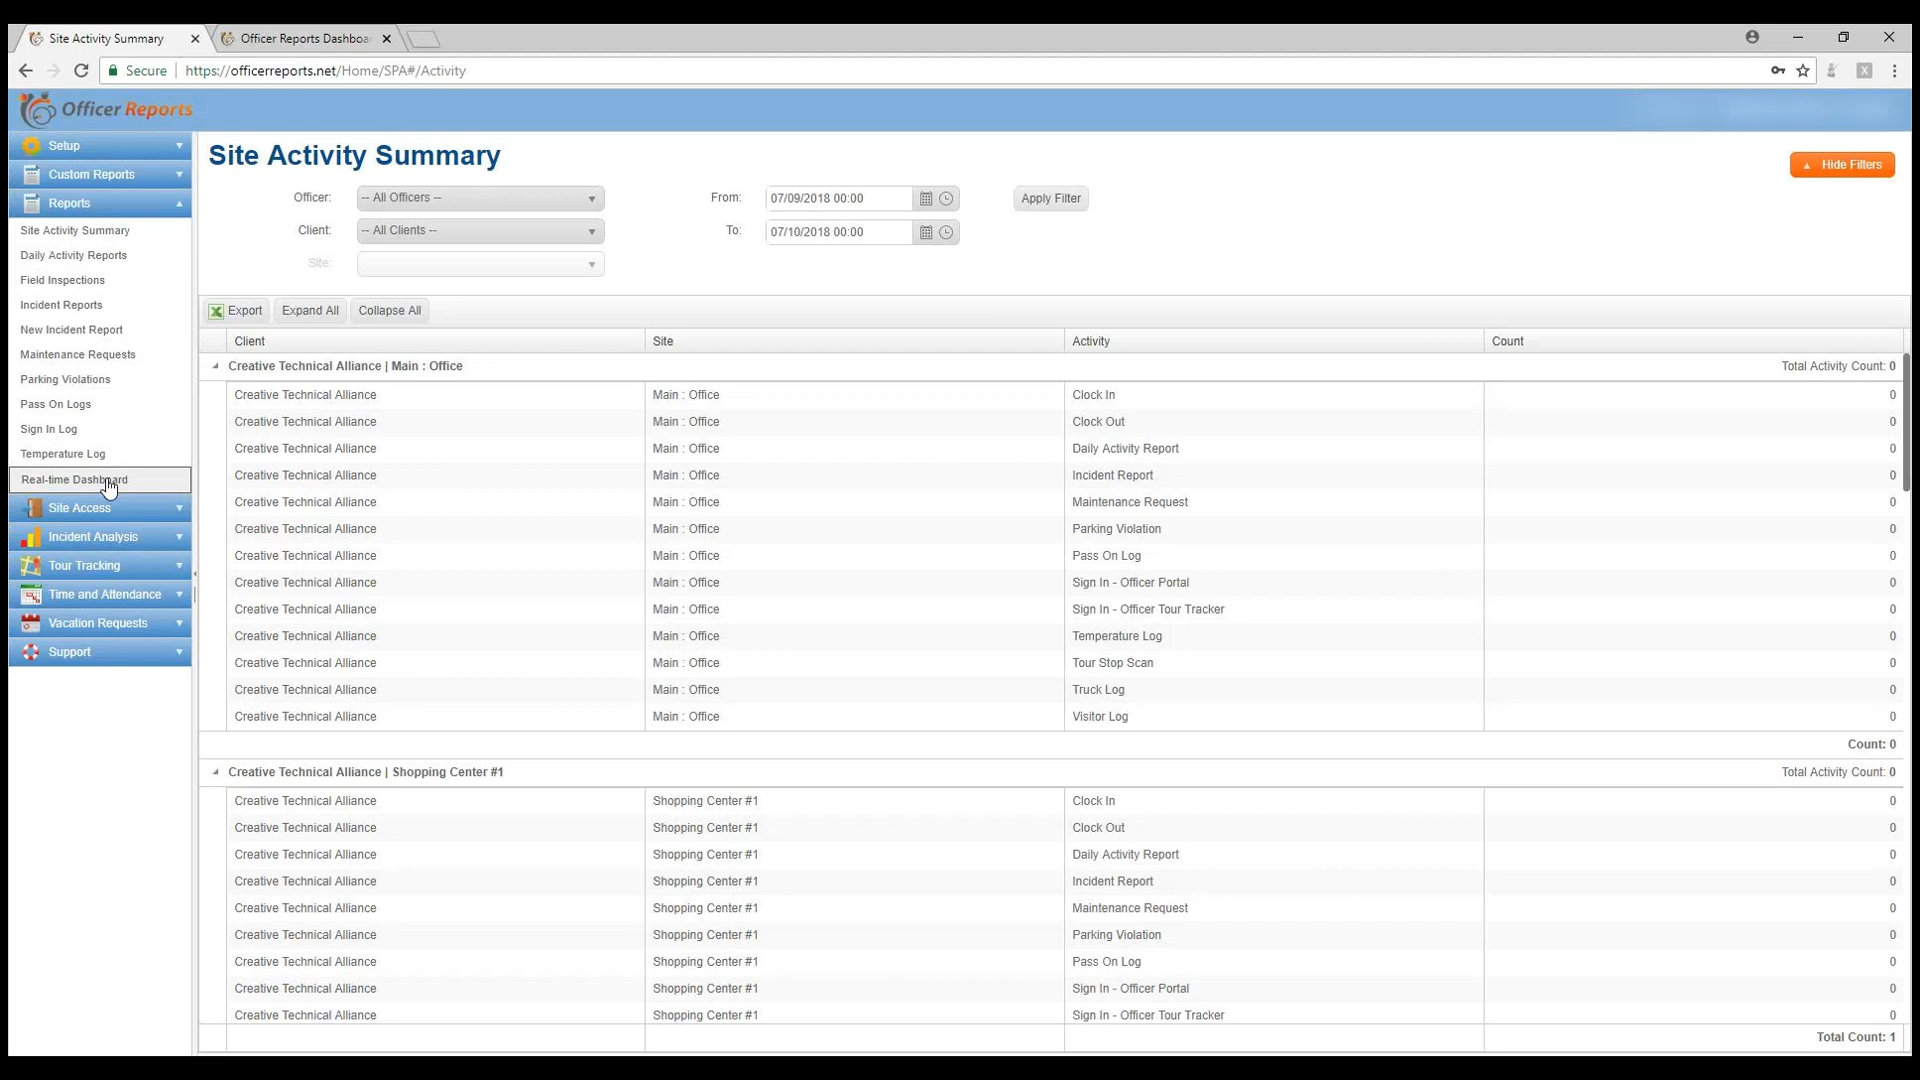 Site Activity Summary
Officer Reports Dashboa
Secure | https://officerreports.net/Home/SPA#/Activity
Officer Reports
Setup
Custom Reports
Reports
Site Activity Summary
Daily Activity Reports
Field Inspections
Incident Reports
New Incident Report
Maintenance Requests
Parking Violations
Pass On Logs
Sign In Log
Temperature Log
Real-time Dashboard
Site Access
Incident Analysis
Tour Tracking
Time and Attendance
Vacation Requests
Support
Site Activity Summary
Hide Filters
Officer: -- All Officers -- From: 07/09/2018 00:00 Apply Filter
Client: -- All Clients -- To: 07/10/2018 00:00
Site:
Export Expand All Collapse All
Client Site Activity Count
Creative Technical Alliance | Main : Office Total Activity Count: 0
Creative Technical Alliance Main : Office Clock In 0
Creative Technical Alliance Main : Office Clock Out 0
Creative Technical Alliance Main : Office Daily Activity Report 0
Creative Technical Alliance Main : Office Incident Report 0
Creative Technical Alliance Main : Office Maintenance Request 0
Creative Technical Alliance Main : Office Parking Violation 0
Creative Technical Alliance Main : Office Pass On Log 0
Creative Technical Alliance Main : Office Sign In - Officer Portal 0
Creative Technical Alliance Main : Office Sign In - Officer Tour Tracker 0
Creative Technical Alliance Main : Office Temperature Log 0
Creative Technical Alliance Main : Office Tour Stop Scan 0
Creative Technical Alliance Main : Office Truck Log 0
Creative Technical Alliance Main : Office Visitor Log 0
Count: 0
Creative Technical Alliance | Shopping Center #1 Total Activity Count: 0
Creative Technical Alliance Shopping Center #1 Clock In 0
Creative Technical Alliance Shopping Center #1 Clock Out 0
Creative Technical Alliance Shopping Center #1 Daily Activity Report 0
Creative Technical Alliance Shopping Center #1 Incident Report 0
Creative Technical Alliance Shopping Center #1 Maintenance Request 0
Creative Technical Alliance Shopping Center #1 Parking Violation 0
Creative Technical Alliance Shopping Center #1 Pass On Log 0
Creative Technical Alliance Shopping Center #1 Sign In - Officer Portal 0
Creative Technical Alliance Shopping Center #1 Sign In - Officer Tour Tracker 0
Total Count: 1